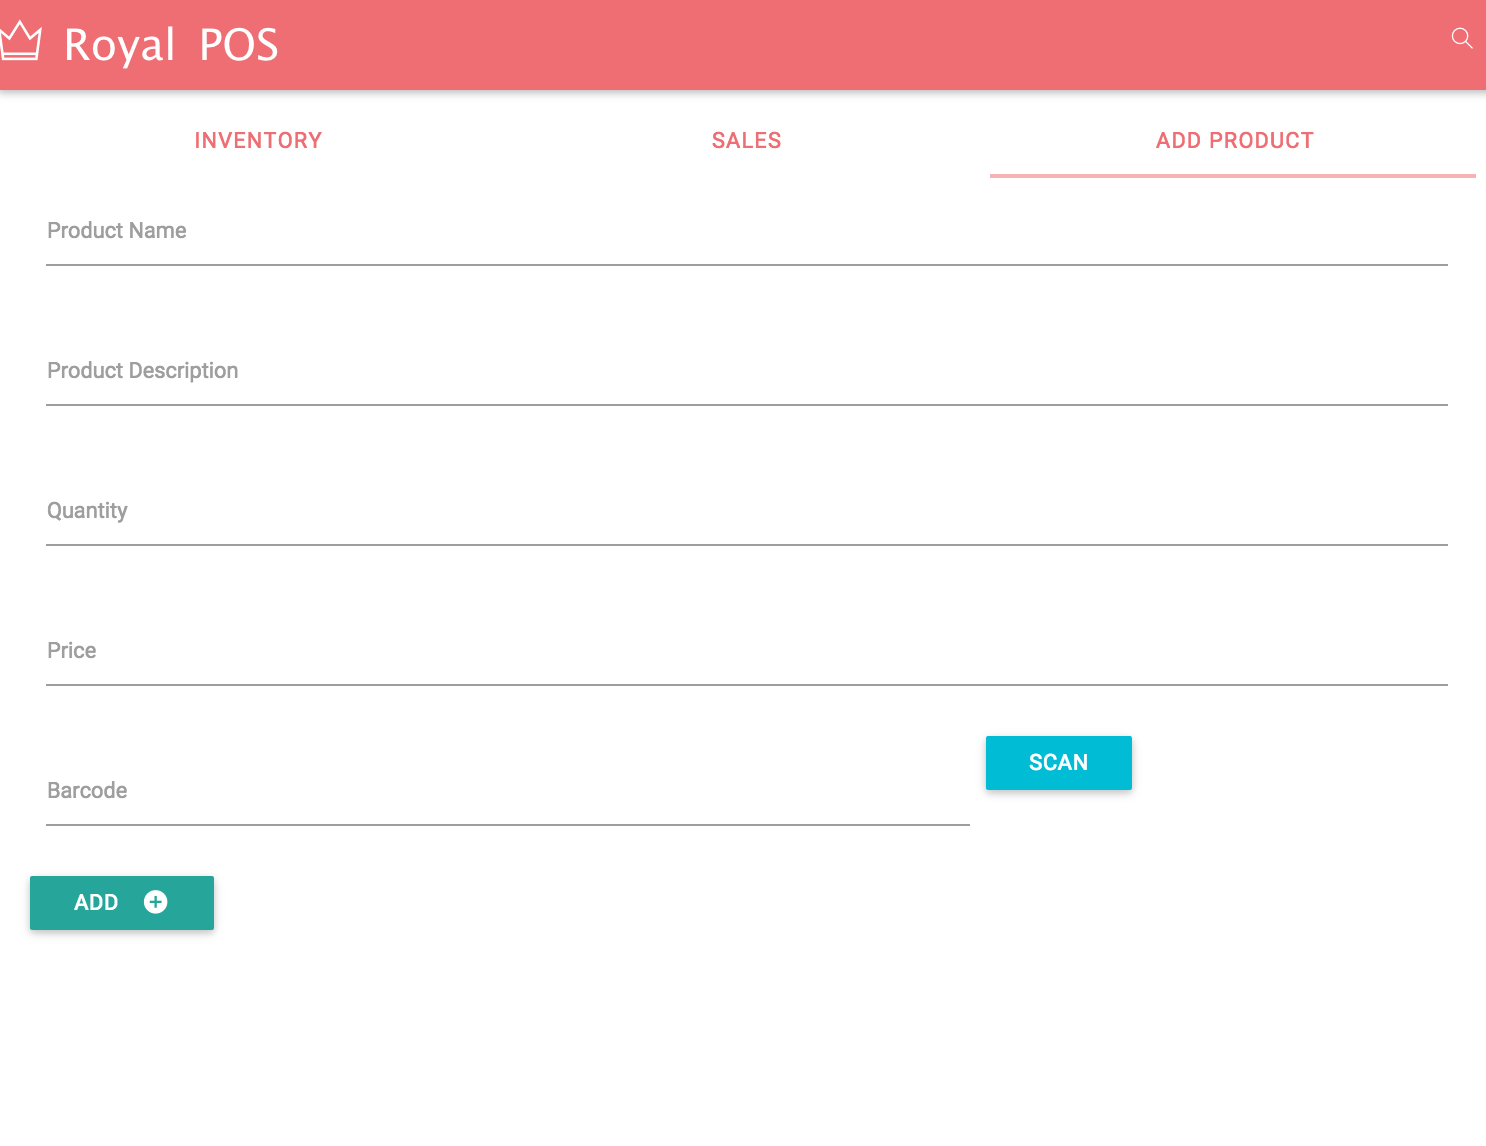 Royal POS
INVENTORY SALES ADD PRODUCT
Product Name
Product Description
Quantity
Price
SCAN
Barcode
ADD